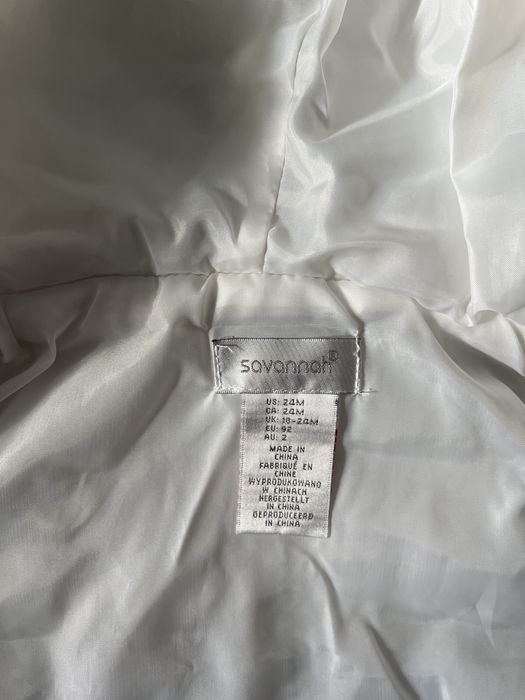 savannah®
US: 24M
CA: 24M
UK: 18-24M
EU: 92
AU: 2
MADE IN
CHINA
FABRIQUÉ EN
CHINE
WYPRODUKOWANO
W CHINACH
HERGESTELLT
IN CHINA
GEPRODUCEERD
IN CHINA